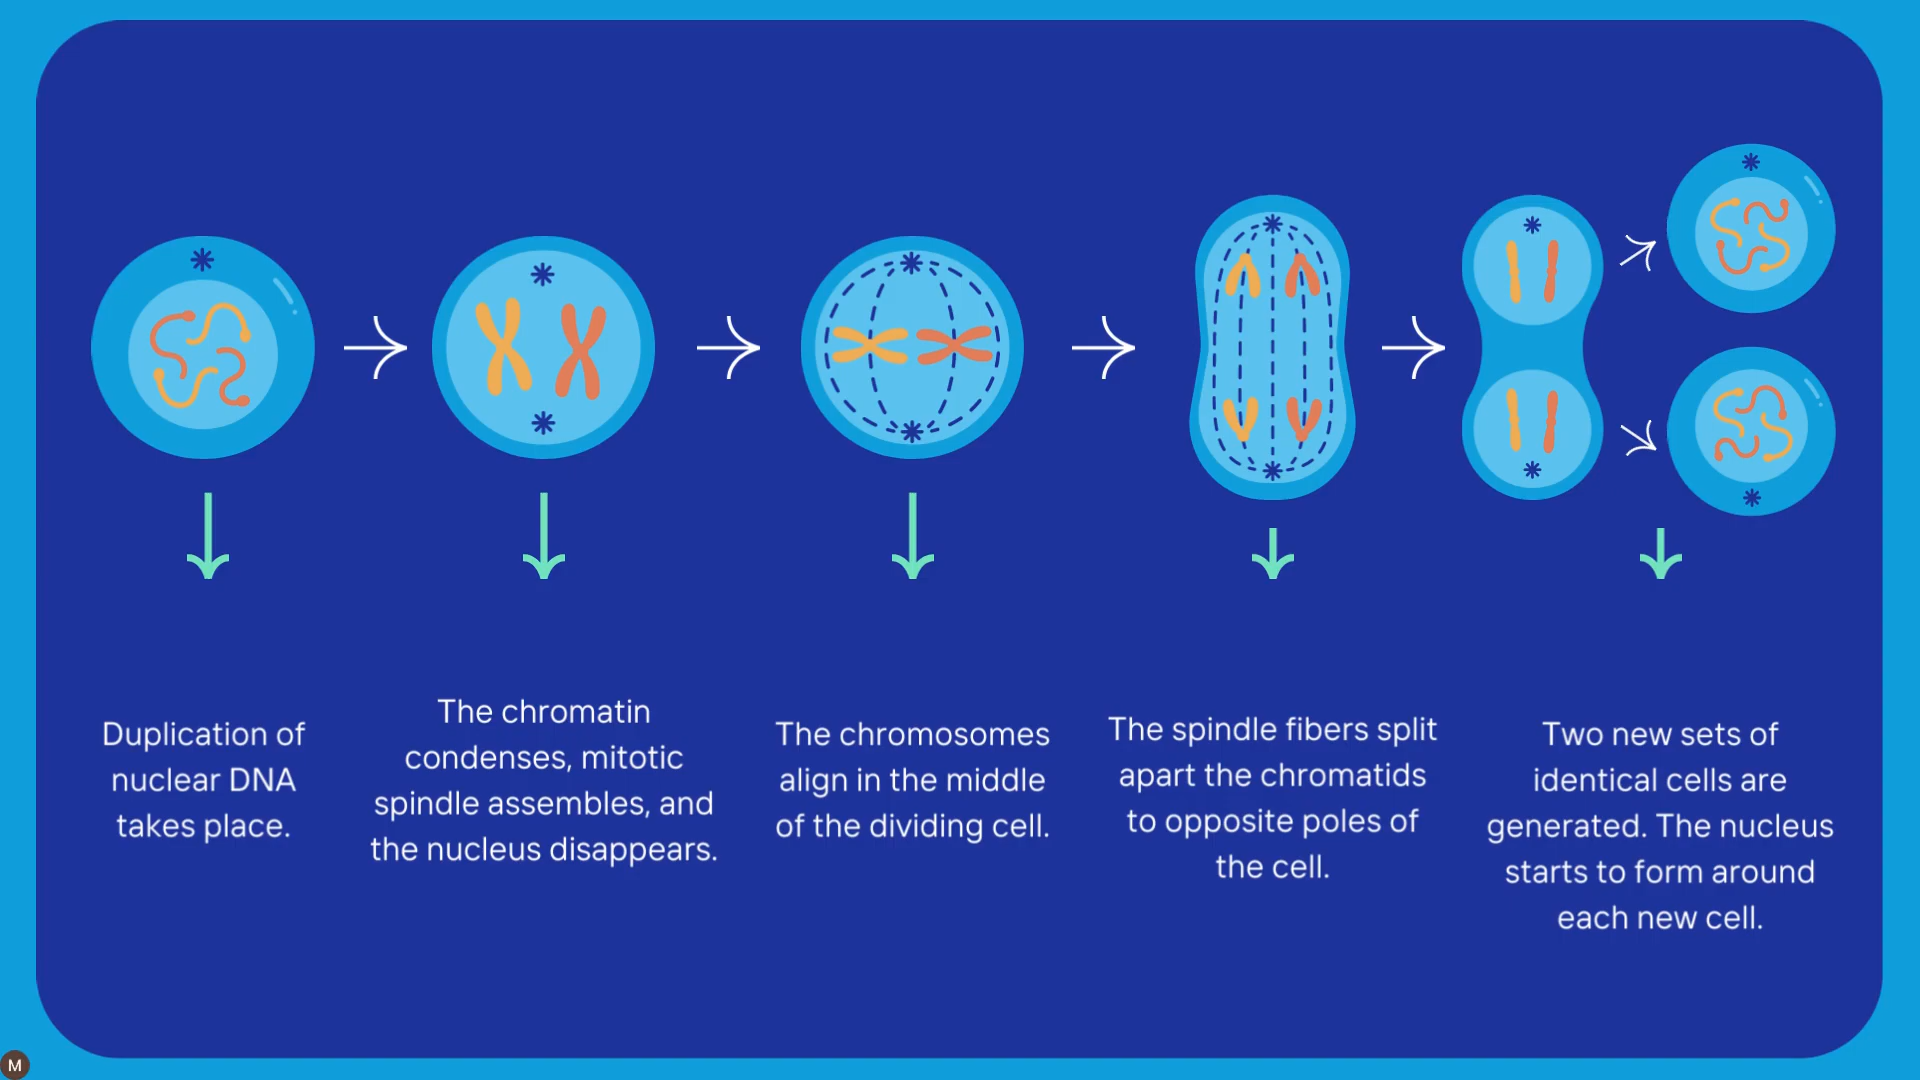 Duplication of
nuclear DNA
takes place.
The chromatin
condenses, mitotic
spindle assembles, and
the nucleus disappears.
The chromosomes
align in the middle
of the dividing cell.
The spindle fibers split
apart the chromatids
to opposite poles of
the cell.
Two new sets of
identical cells are
generated. The nucleus
starts to form around
each new cell.
M